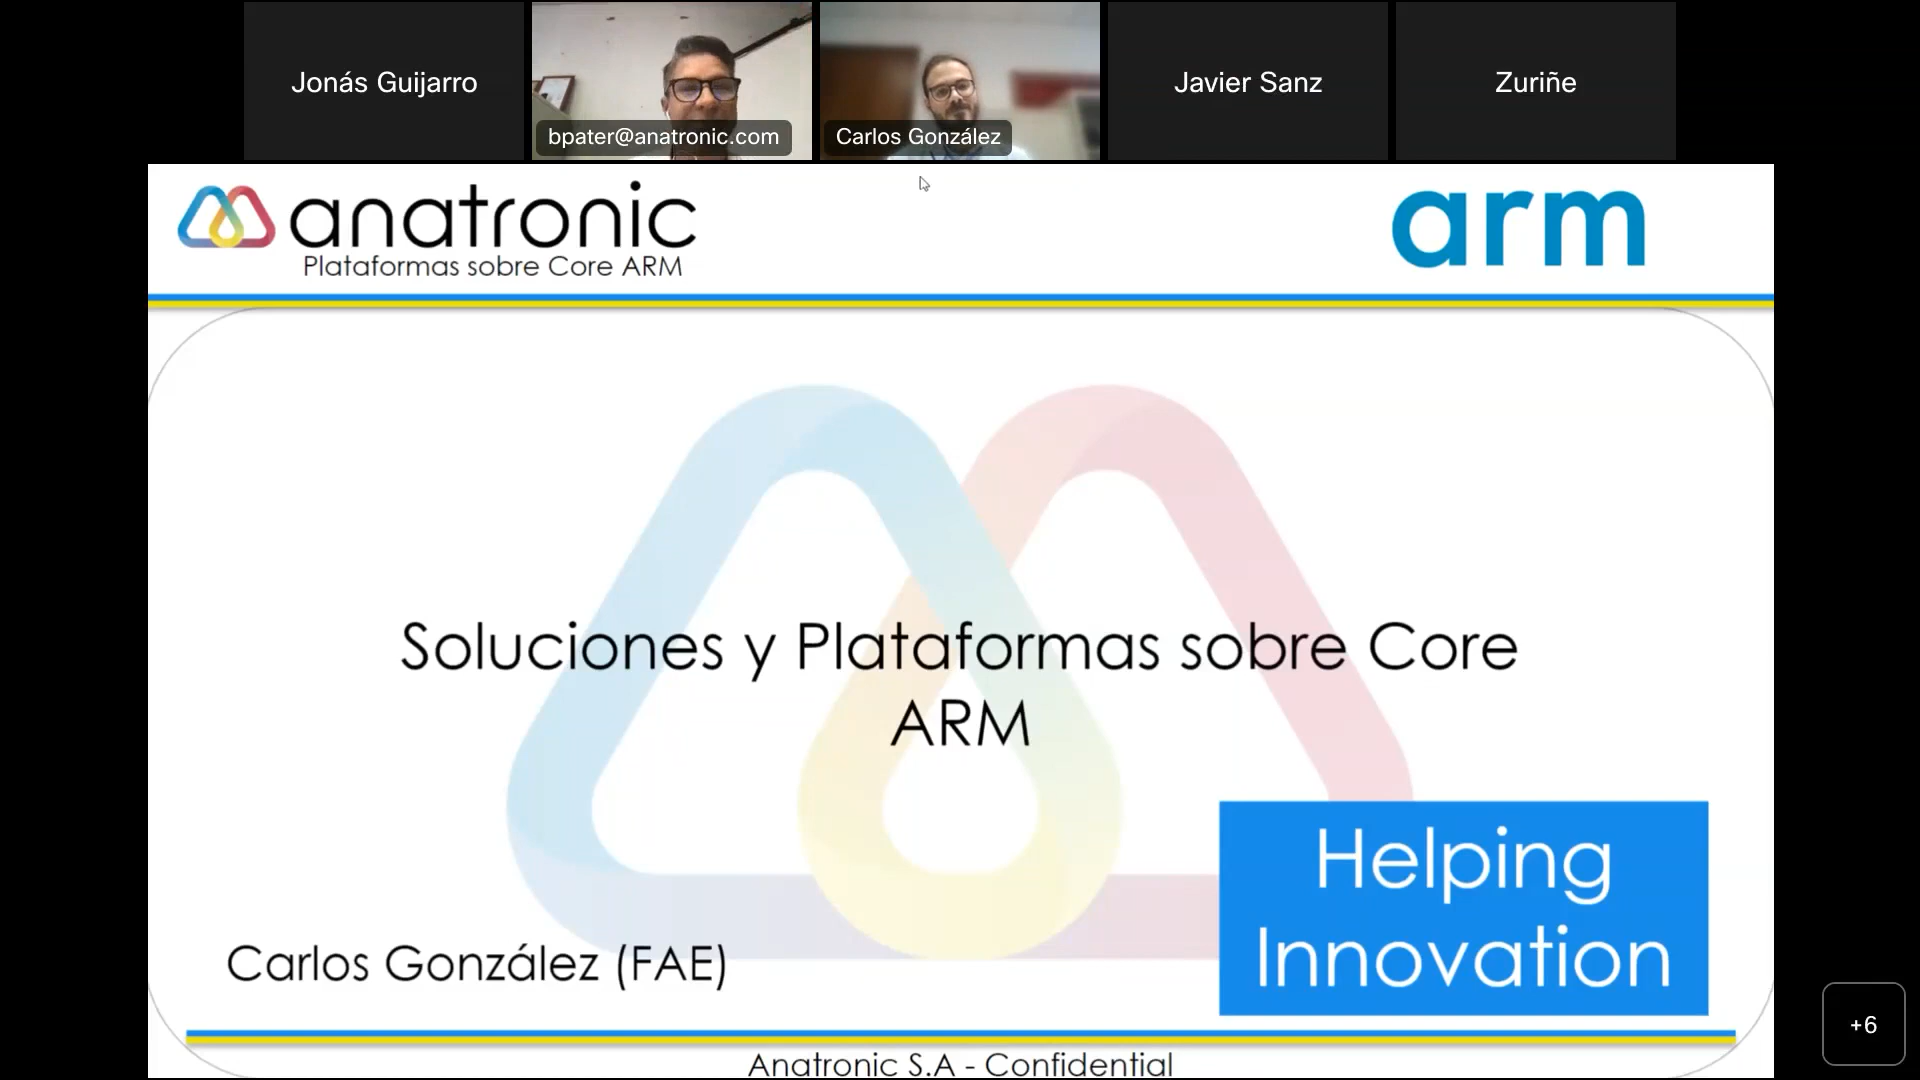 Jonás Guijarro
bpater@anatronic.com
Carlos González
Javier Sanz
Zuriñe
anatronic
Plataformas sobre Core ARM
arm
Soluciones y Plataformas sobre Core
ARM
Helping
Innovation
Carlos González (FAE)
+6
Anatronic S.A - Confidential